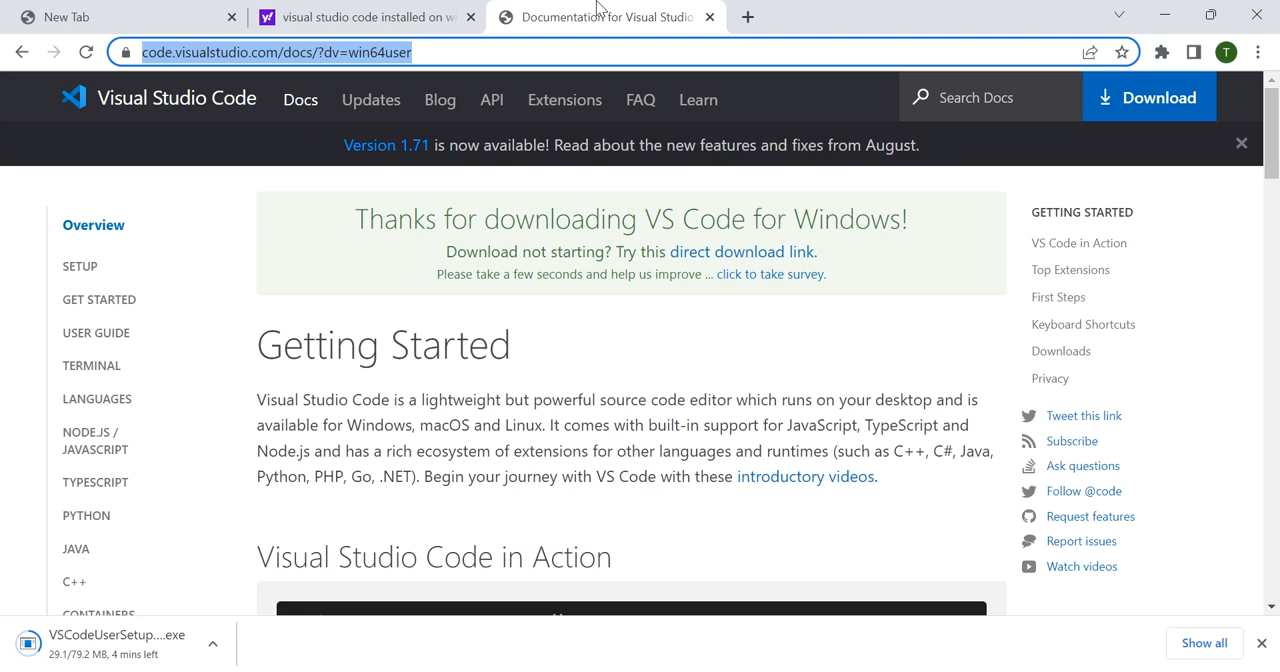 New Tab
visual studio code installed on wi
Documentation for Visual Studio
code.visualstudio.com/docs/?dv=win64user
T
Visual Studio Code
Docs
Updates
Blog
API
Extensions
FAQ
Learn
Search Docs
Download
Version 1.71 is now available! Read about the new features and fixes from August.
Overview
SETUP
GET STARTED
USER GUIDE
TERMINAL
LANGUAGES
NODE.JS /
JAVASCRIPT
TYPESCRIPT
PYTHON
JAVA
C++
CONTAINERS
Thanks for downloading VS Code for Windows!
Download not starting? Try this direct download link.
Please take a few seconds and help us improve ... click to take survey.
Getting Started
Visual Studio Code is a lightweight but powerful source code editor which runs on your desktop and is
available for Windows, macOS and Linux. It comes with built-in support for JavaScript, TypeScript and
Node.js and has a rich ecosystem of extensions for other languages and runtimes (such as C++, C#, Java,
Python, PHP, Go, .NET). Begin your journey with VS Code with these introductory videos.
Visual Studio Code in Action
GETTING STARTED
VS Code in Action
Top Extensions
First Steps
Keyboard Shortcuts
Downloads
Privacy
Tweet this link
Subscribe
Ask questions
Follow @code
Request features
Report issues
Watch videos
VSCodeUserSetup....exe
29.1/79.2 MB, 4 mins left
Show all